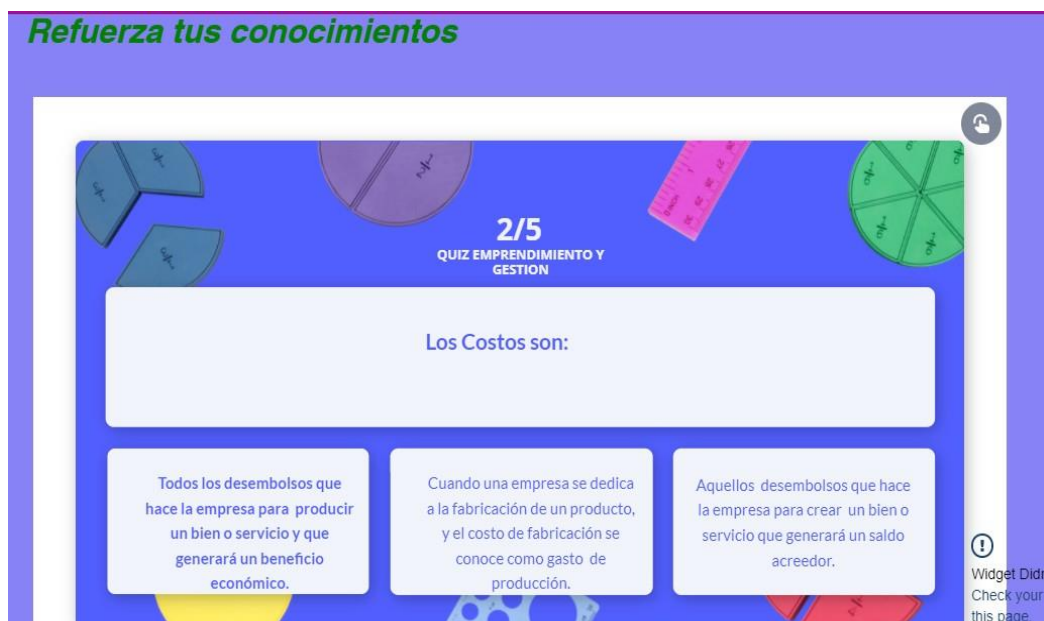 Refuerza tus conocimientos
2/5
QUIZ EMPRENDIMIENTO Y
GESTION
Los Costos son:
Todos los desembolsos que
hace la empresa para producir
un bien o servicio y que
generará un beneficio
económico.
Cuando una empresa se dedica
a la fabricación de un producto,
y el costo de fabricación se
conoce como gasto de
producción.
Aquellos desembolsos que hace
la empresa para crear un bien o
servicio que generará un saldo
acreedor.
Widget Didn
Check your
this page